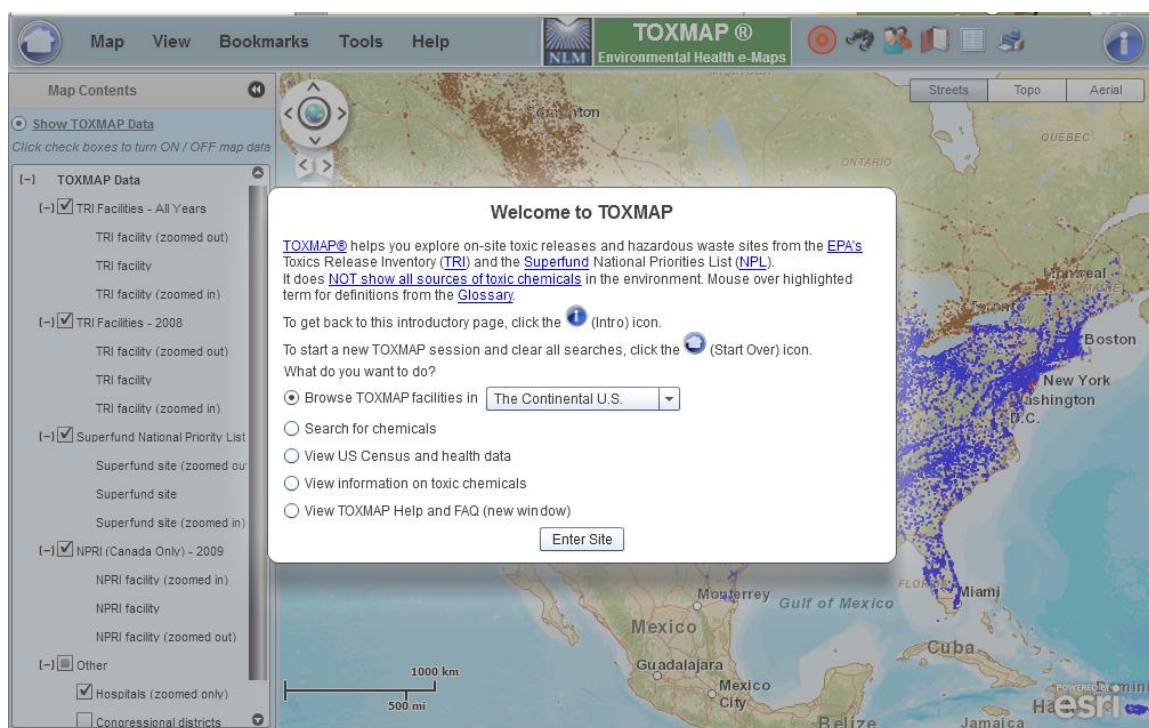 Map View Bookmarks Tools Help
NLM
TOXMAP ®
Environmental Health e-Maps
Map Contents
Show TOXMAP Data
Click check boxes to turn ON / OFF map data
[-] TOXMAP Data
[-] TRI Facilities - All Years
TRI facility (zoomed out)
TRI facility
TRI facility (zoomed in)
[-] TRI Facilities - 2008
TRI facility (zoomed out)
TRI facility
TRI facility (zoomed in)
[-] Superfund National Priority List
Superfund site (zoomed ou
Superfund site
Superfund site (zoomed in)
[-] NPRI (Canada Only) - 2009
NPRI facility (zoomed in)
NPRI facility
NPRI facility (zoomed out)
[-] Other
Hospitals (zoomed only)
Congressional districts
Streets Topo Aerial
QUEBEC
ONTARIO
Montreal
MAINE
Toronto
Boston
New York
Washington
D.C.
Welcome to TOXMAP
TOXMAP® helps you explore on-site toxic releases and hazardous waste sites from the EPA's
Toxics Release Inventory (TRI) and the Superfund National Priorities List (NPL).
It does NOT show all sources of toxic chemicals in the environment. Mouse over highlighted
term for definitions from the Glossary.
To get back to this introductory page, click the (Intro) icon.
To start a new TOXMAP session and clear all searches, click the (Start Over) icon.
What do you want to do?
Browse TOXMAP facilities in The Continental U.S.
Search for chemicals
View US Census and health data
View information on toxic chemicals
View TOXMAP Help and FAQ (new window)
Enter Site
Monterrey
Gulf of Mexico
Miami
Mexico
Cuba
Guadalajara
Mexico
City
Belize
Jamaica
1000 km
500 mi
POWERED BY
esri